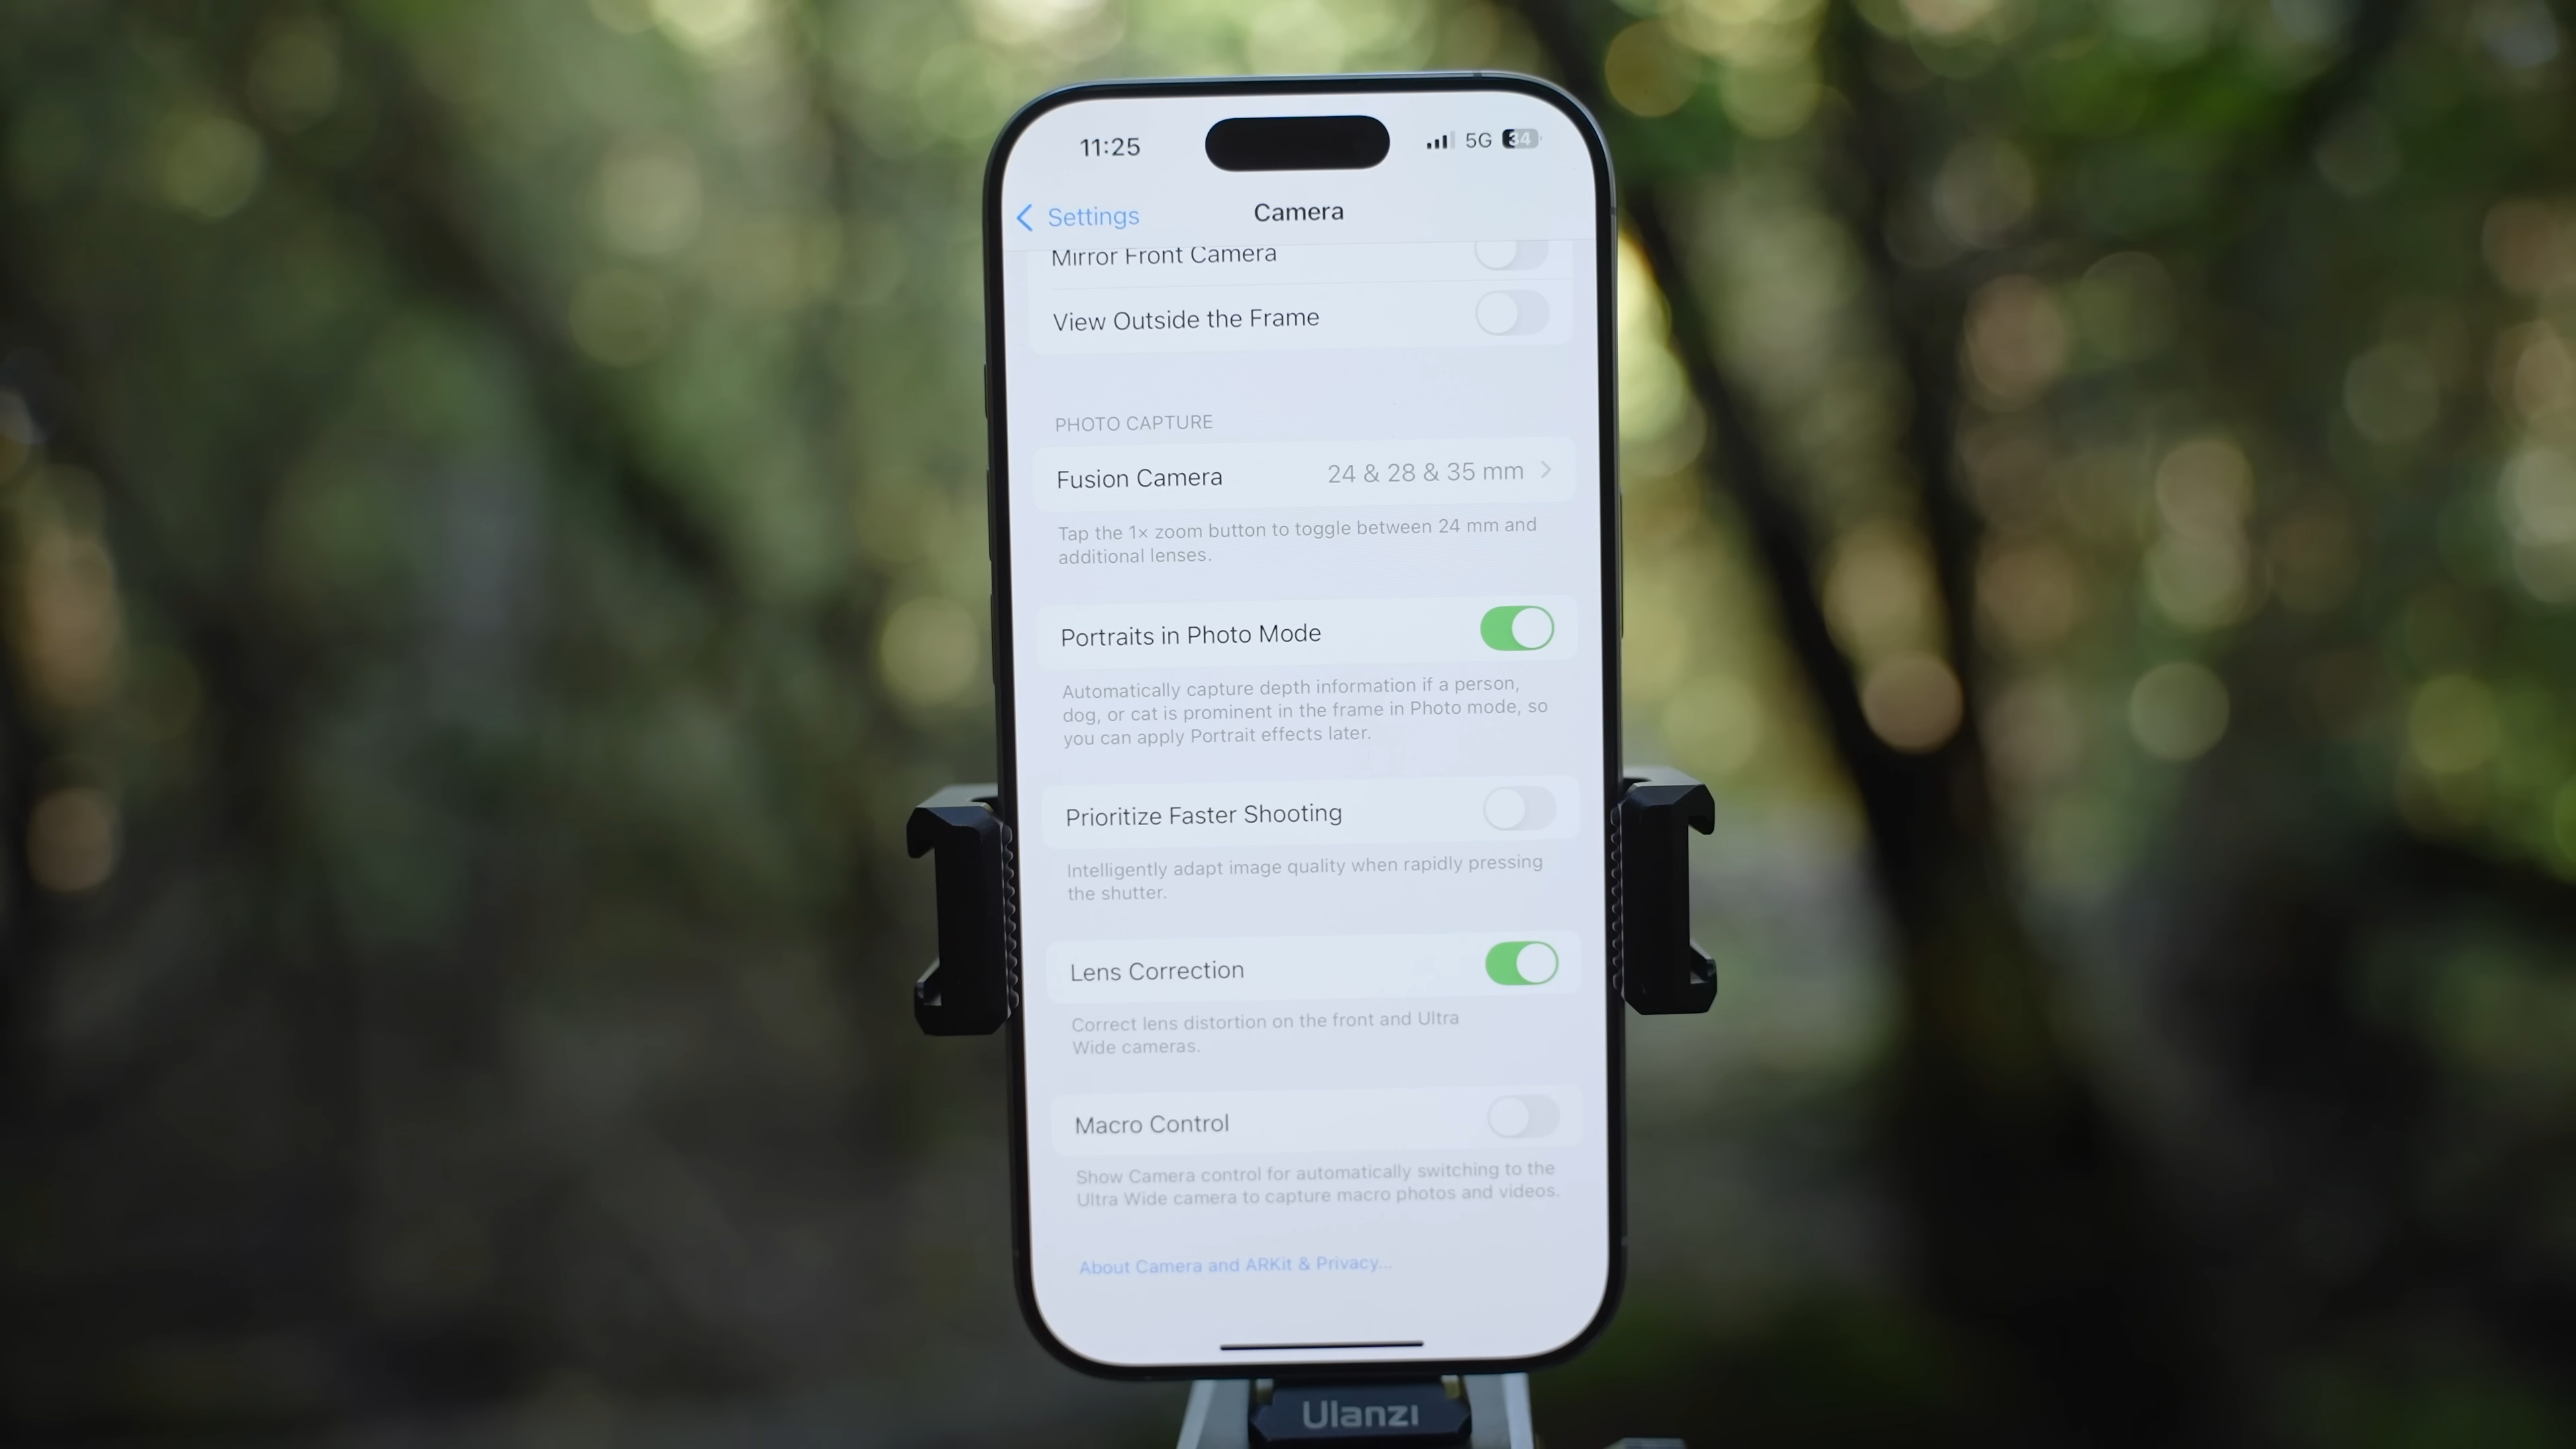 11:25
5G 34
Settings
Camera
Mirror Front Camera
View Outside the Frame
PHOTO CAPTURE
Fusion Camera 24 & 28 & 35 mm
Tap the 1× zoom button to toggle between 24 mm and
additional lenses.
Portraits in Photo Mode
Automatically capture depth information if a person,
dog, or cat is prominent in the frame in Photo mode, so
you can apply Portrait effects later.
Prioritize Faster Shooting
Intelligently adapt image quality when rapidly pressing
the shutter.
Lens Correction
Correct lens distortion on the front and Ultra
Wide cameras.
Macro Control
Show Camera control for automatically switching to the
Ultra Wide camera to capture macro photos and videos.
About Camera and ARKit & Privacy...
Ulanzi